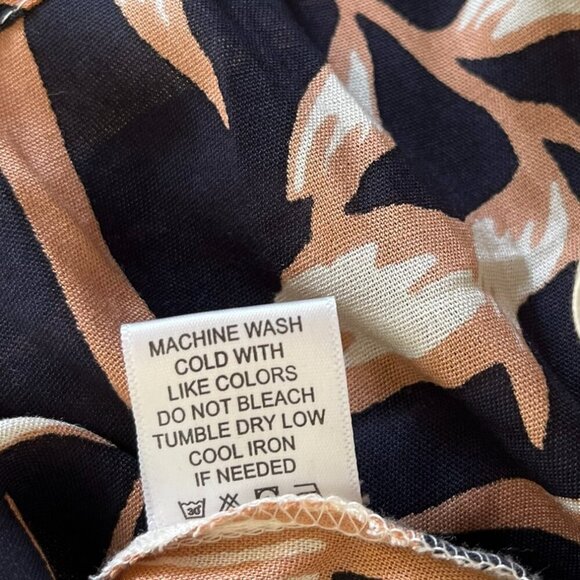 MACHINE WASH
COLD WITH
LIKE COLORS
DO NOT BLEACH
TUMBLE DRY LOW
COOL IRON
IF NEEDED
30